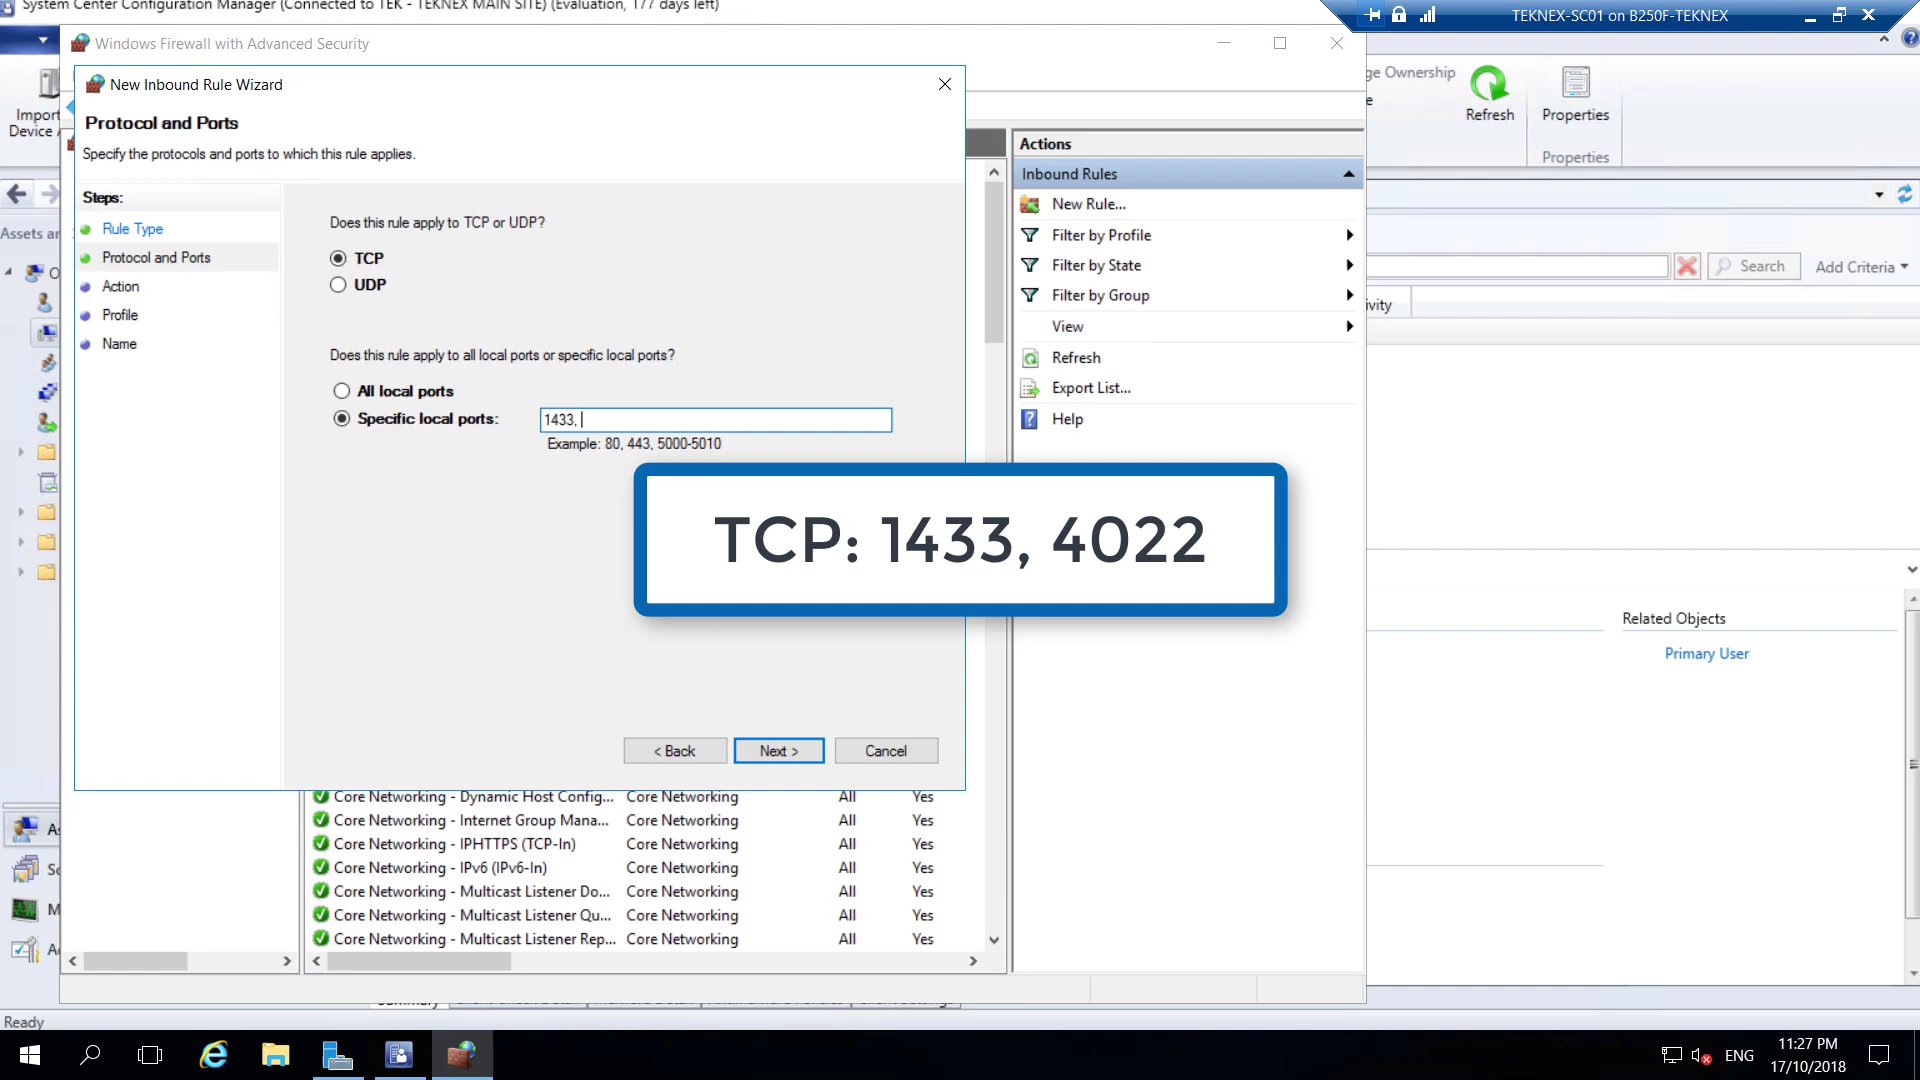 System Center Configuration Manager (Connected to TEK - TEKNEX MAIN SITE) (Evaluation, 177 days left)
TEKNEX-SC01 on B250F-TEKNEX
Windows Firewall with Advanced Security
New Inbound Rule Wizard
Protocol and Ports
Specify the protocols and ports to which this rule applies.
Steps:
Rule Type
Protocol and Ports
Action
Profile
Name
Does this rule apply to TCP or UDP?
TCP
UDP
Does this rule apply to all local ports or specific local ports?
All local ports
Specific local ports:
1433,
Example: 80, 443, 5000-5010
< Back
Next >
Cancel
TCP: 1433, 4022
Actions
Inbound Rules
New Rule...
Filter by Profile
Filter by State
Filter by Group
View
Refresh
Export List...
Help
Import
Device
Assets
ge Ownership
Refresh
Properties
Properties
Search
Add Criteria
ivity
Related Objects
Primary User
Core Networking - Dynamic Host Config... Core Networking All Yes
Core Networking - Internet Group Mana... Core Networking All Yes
Core Networking - IPHTTPS (TCP-In) Core Networking All Yes
Core Networking - IPv6 (IPv6-In) Core Networking All Yes
Core Networking - Multicast Listener Do... Core Networking All Yes
Core Networking - Multicast Listener Qu... Core Networking All Yes
Core Networking - Multicast Listener Rep... Core Networking All Yes
Summary
Ready
ENG
11:27 PM
17/10/2018